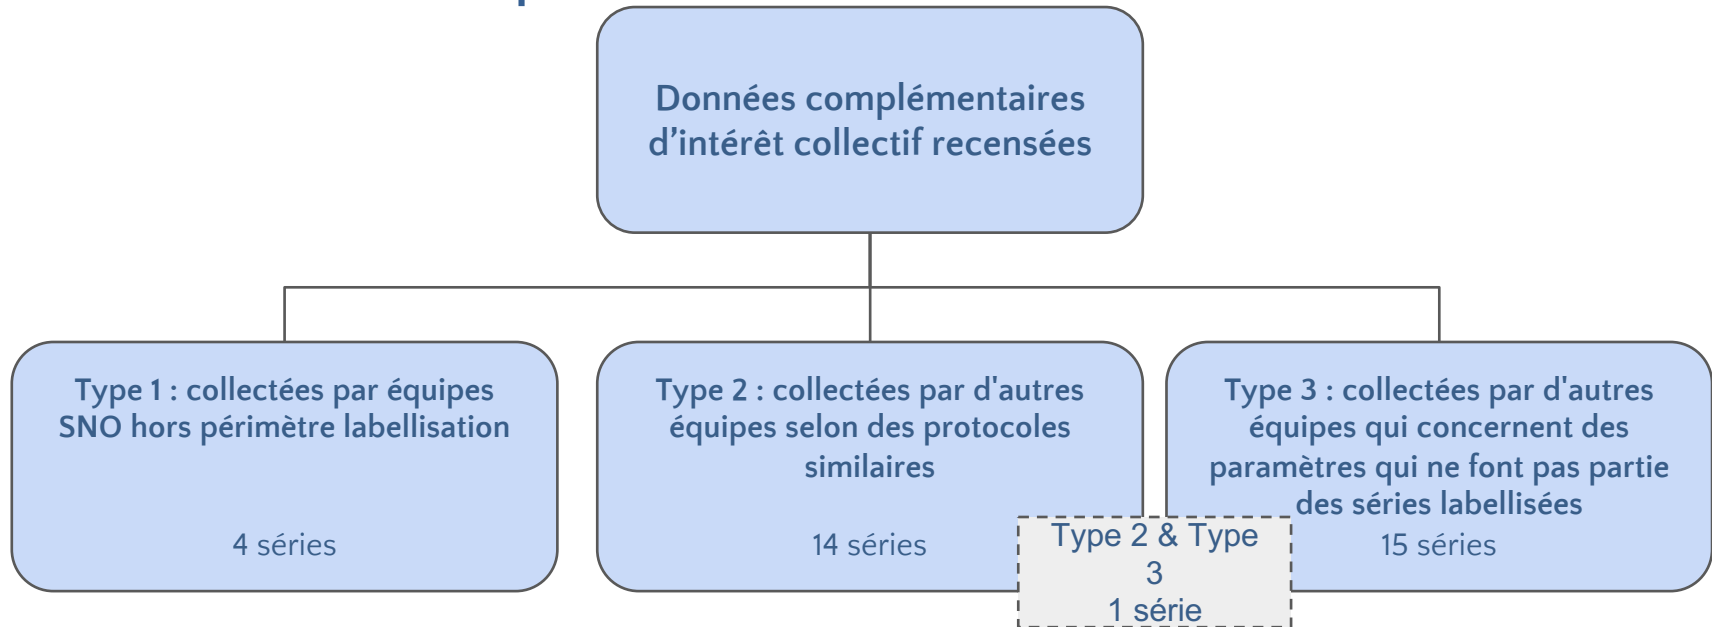 Données complémentaires
d’intérêt collectif recensées
Type 1 : collectées par équipes
SNO hors périmètre labellisation
4 séries
Type 2 : collectées par d'autres
équipes selon des protocoles
similaires
14 séries
Type 3 : collectées par d'autres
équipes qui concernent des
paramètres qui ne font pas partie
des séries labellisées
15 séries
Type 2 & Type
3
1 série